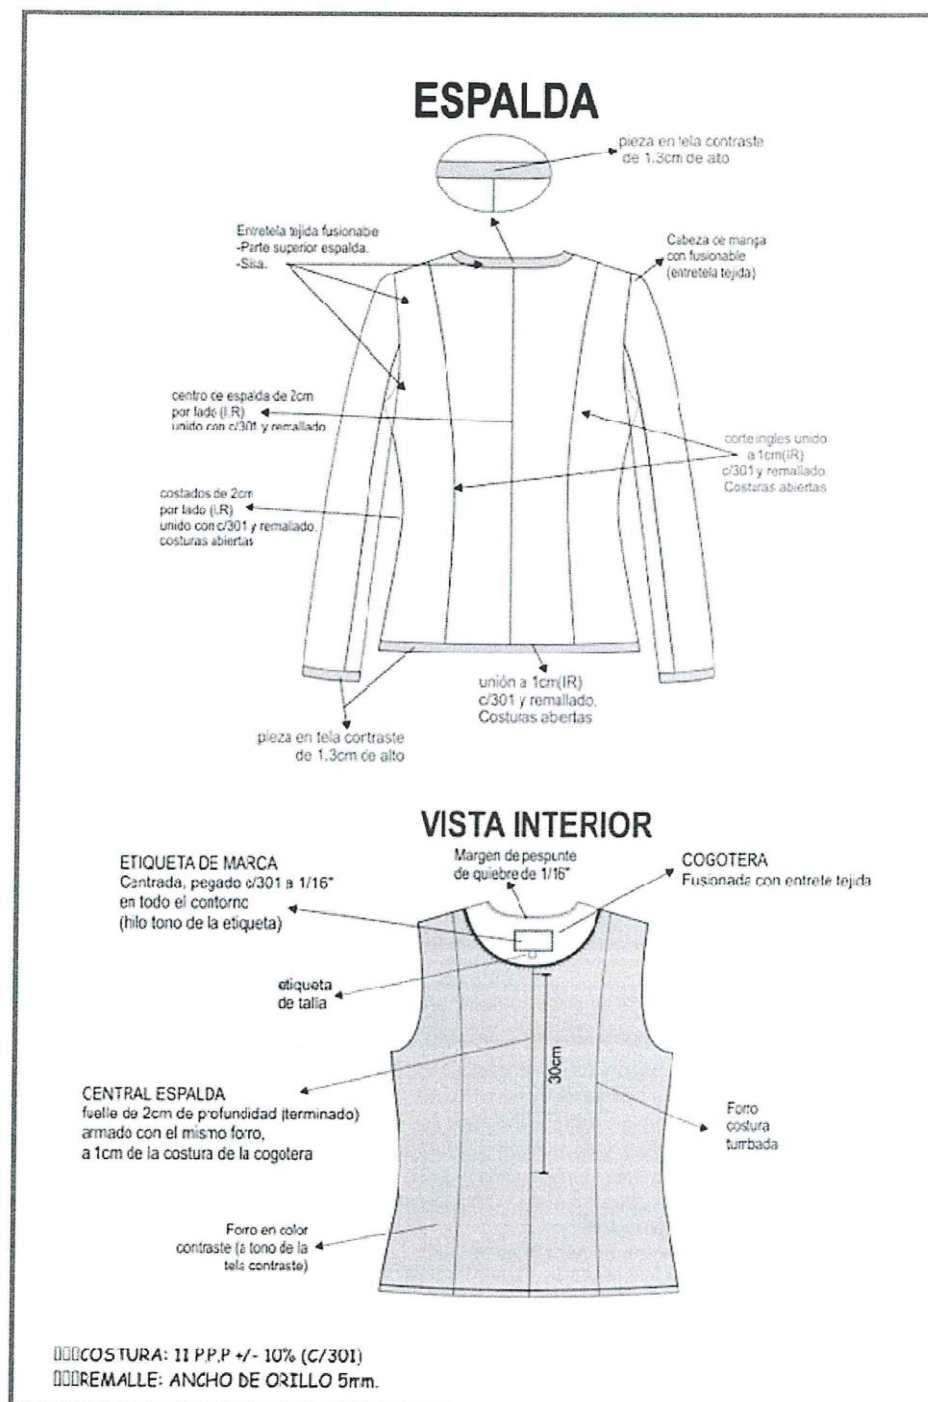 ESPALDA
pieza en tela contraste
de 1.3cm de alto
Entretela tejida fusionable
-Parte superior espalda.
-Sisa.
Cabeza de manga
con fusionable
(entretela tejida)
centro de espalda de 2cm
por lado (I.R)
unido con c/301 y remallado
corte ingles unido
a 1cm(IR)
c/301 y remallado.
Costuras abiertas
costados de 2cm
por lado (I.R)
unido con c/301 y remallado.
costuras abiertas
unión a 1cm(IR)
c/301 y remallado.
Costuras abiertas
pieza en tela contraste
de 1.3cm de alto
VISTA INTERIOR
ETIQUETA DE MARCA
Centrada, pegado c/301 a 1/16"
en todo el contorno
(hilo tono de la etiqueta)
Margen de pespunte
de quiebre de 1/16"
COGOTERA
Fusionada con entrete tejida
etiqueta
de talla
30cm
CENTRAL ESPALDA
fuelle de 2cm de profundidad (terminado)
armado con el mismo forro,
a 1cm de la costura de la cogotera
Forro
costura
tumbada
Forro en color
contraste (a tono de la
tela contraste)
COSTURA: 11 P.P.P +/- 10% (C/301)
REMALLE: ANCHO DE ORILLO 5mm.